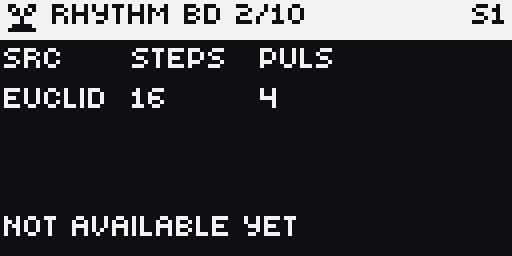 RHYTHM BD 2/10 S1
SRC STEPS PULS
EUCLID 16 4
NOT AVAILABLE YET